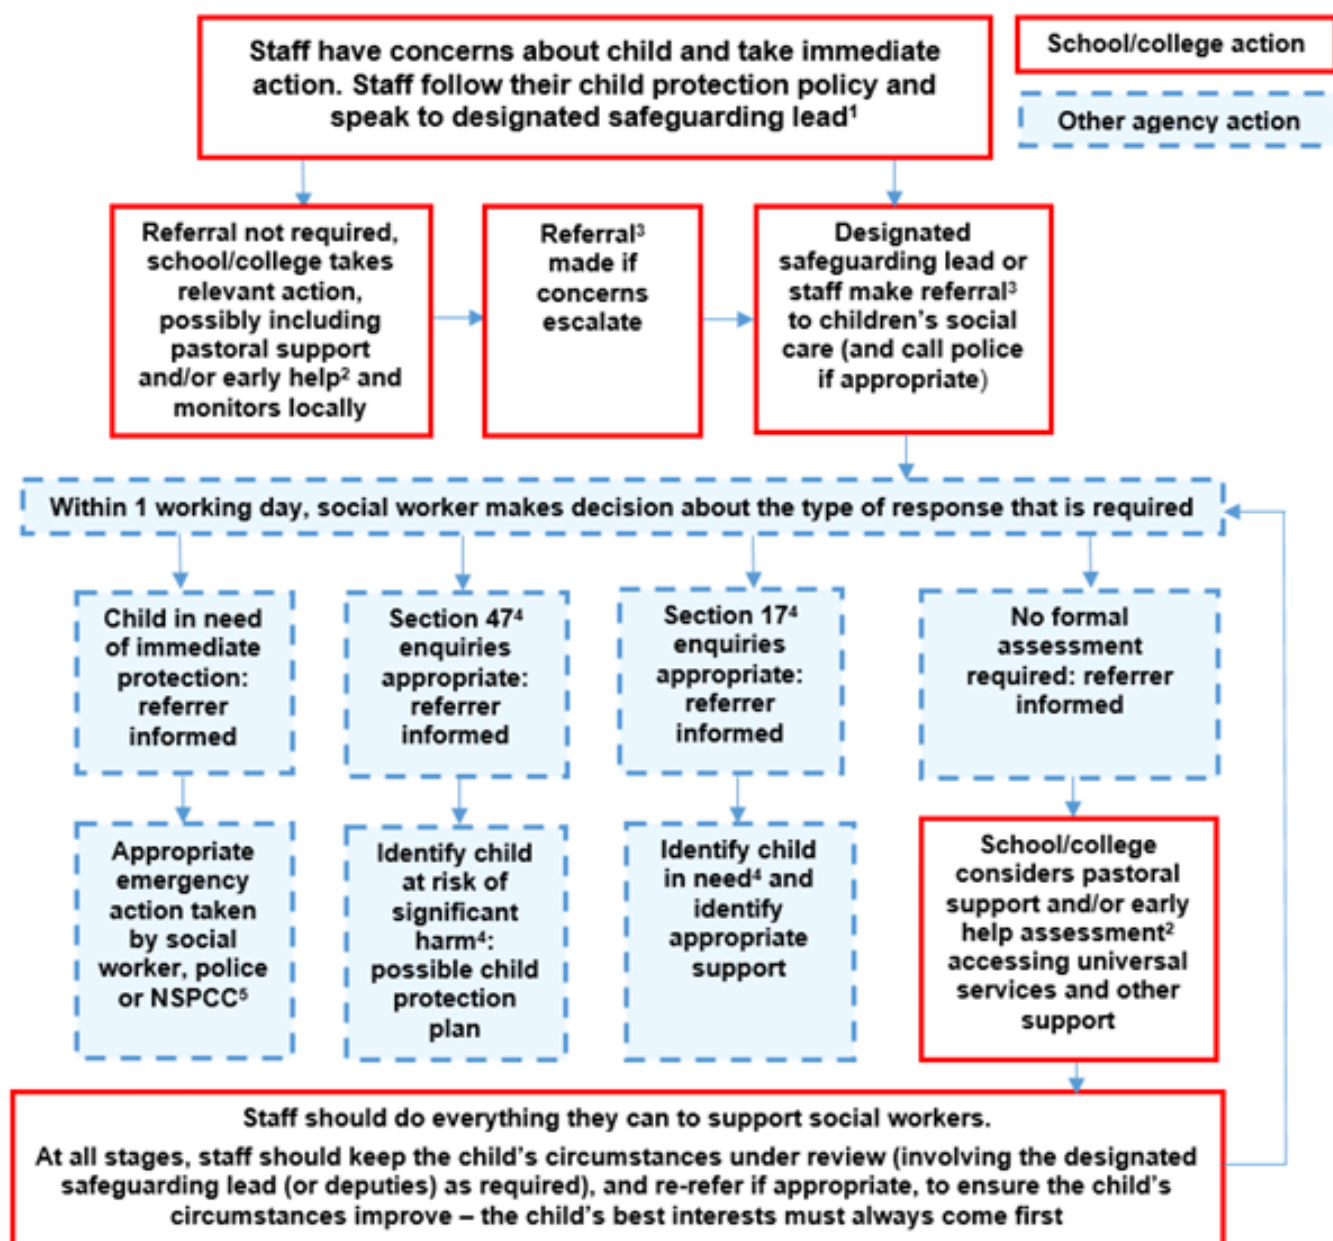 Staff have concerns about child and take immediate
action. Staff follow their child protection policy and
speak to designated safeguarding lead¹
School/college action
Other agency action
Referral not required,
school/college takes
relevant action,
possibly including
pastoral support
and/or early help² and
monitors locally
Referral³
made if
concerns
escalate
Designated
safeguarding lead or
staff make referral³
to children's social
care (and call police
if appropriate)
Within 1 working day, social worker makes decision about the type of response that is required
Child in need
of immediate
protection:
referrer
informed
Section 47⁴
enquiries
appropriate:
referrer
informed
Section 17⁴
enquiries
appropriate:
referrer
informed
No formal
assessment
required: referrer
informed
Appropriate
emergency
action taken
by social
worker, police
or NSPCC⁵
Identify child
at risk of
significant
harm⁴:
possible child
protection
plan
Identify child
in need⁴ and
identify
appropriate
support
School/college
considers pastoral
support and/or early
help assessment²
accessing universal
services and other
support
Staff should do everything they can to support social workers.
At all stages, staff should keep the child's circumstances under review (involving the designated
safeguarding lead (or deputies) as required), and re-refer if appropriate, to ensure the child's
circumstances improve – the child's best interests must always come first